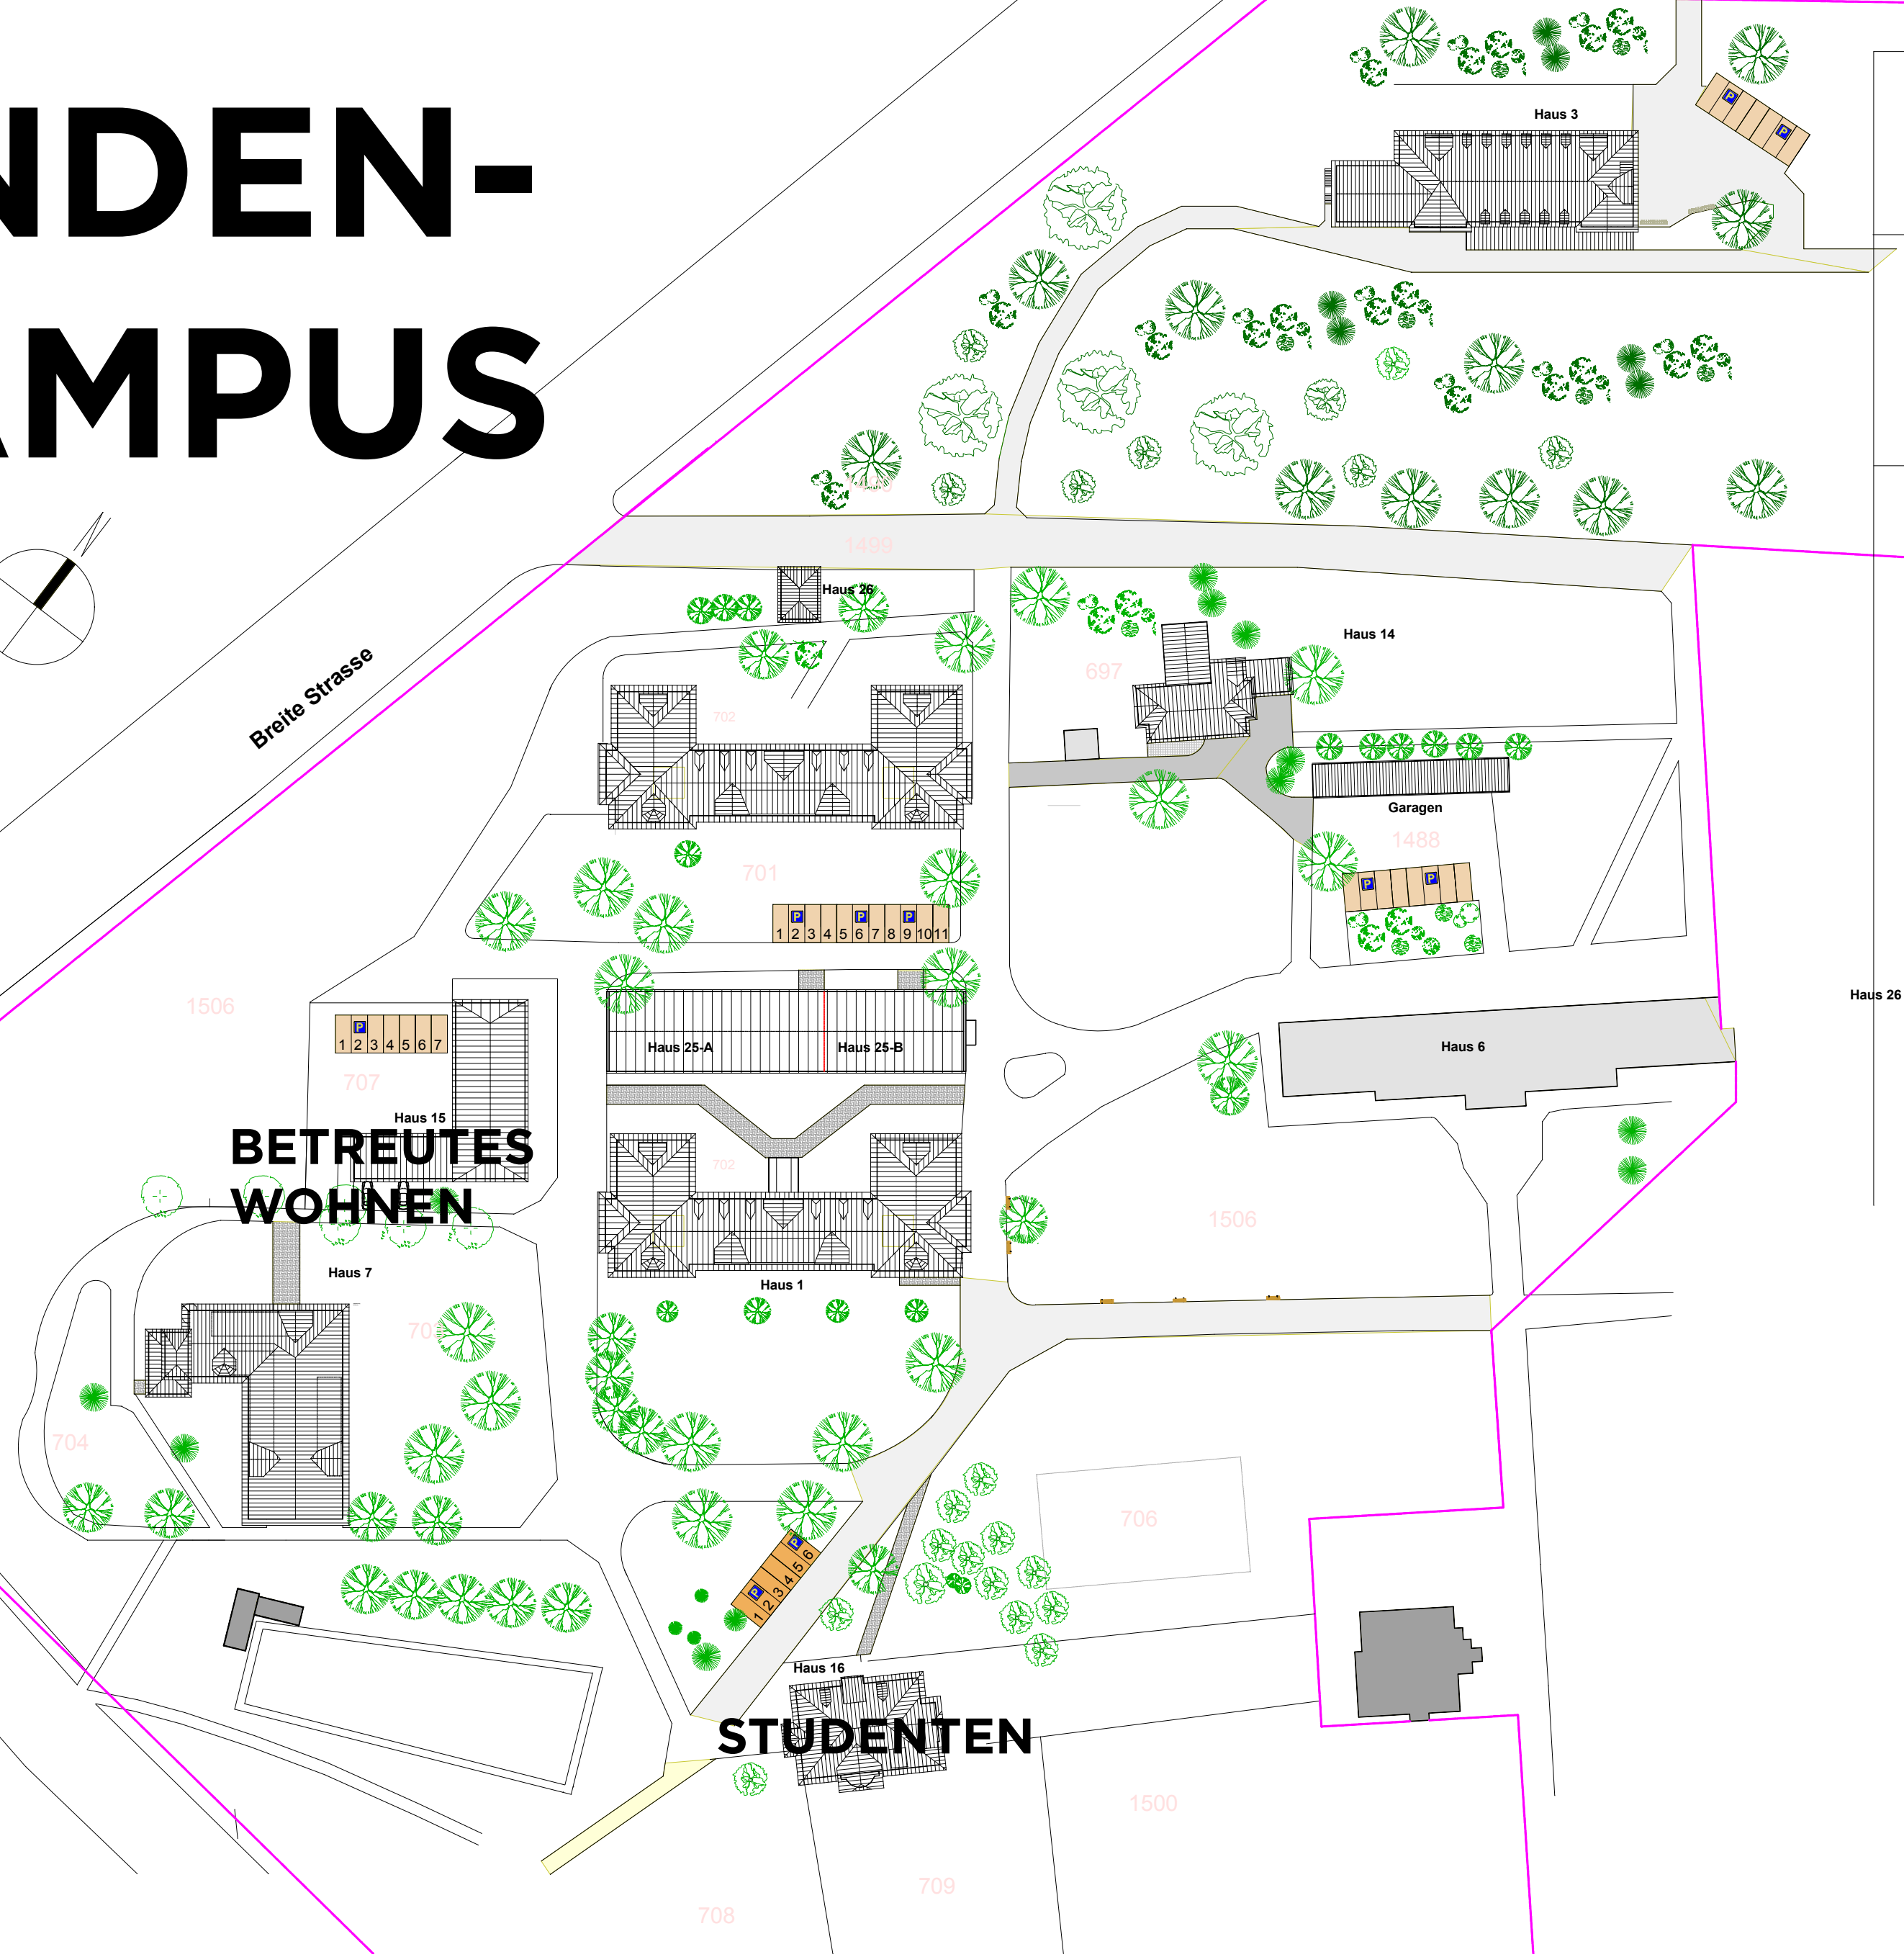 NDEN-
AMPUS
Haus 3
1499
Haus 26
Haus 14
697
Breite Strasse
702
Garagen
1488
701
1 2 3 4 5 6 7 8 9 10 11
P P P
P P
P P
1506
Haus 26
1 2 3 4 5 6 7
P
Haus 25-A
Haus 25-B
Haus 6
707
Haus 15
BETREUTES
WOHNEN
702
1506
Haus 7
Haus 1
704
706
1 2 3 4 5 6
P P
Haus 16
STUDENTEN
1500
709
708